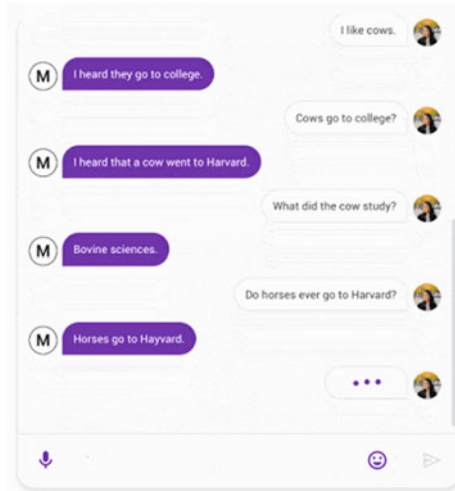 I like cows.
M I heard they go to college.
Cows go to college?
M I heard that a cow went to Harvard.
What did the cow study?
M Bovine sciences.
Do horses ever go to Harvard?
M Horses go to Hayvard.